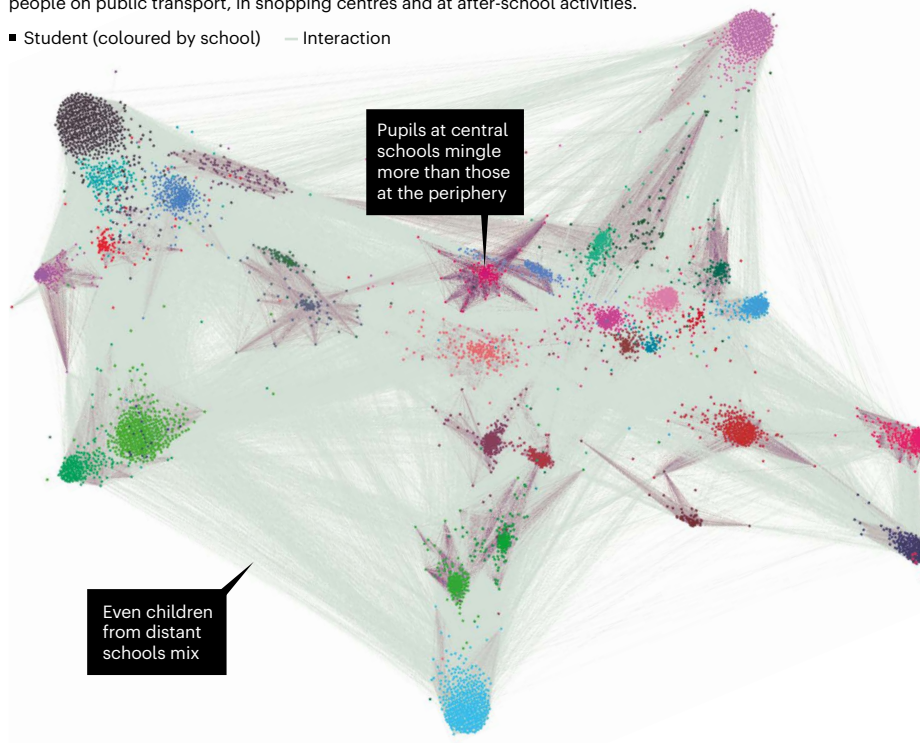 people on public transport, in shopping centres and at after-school activities.
Student (coloured by school) Interaction
Pupils at central
schools mingle
more than those
at the periphery
Even children
from distant
schools mix